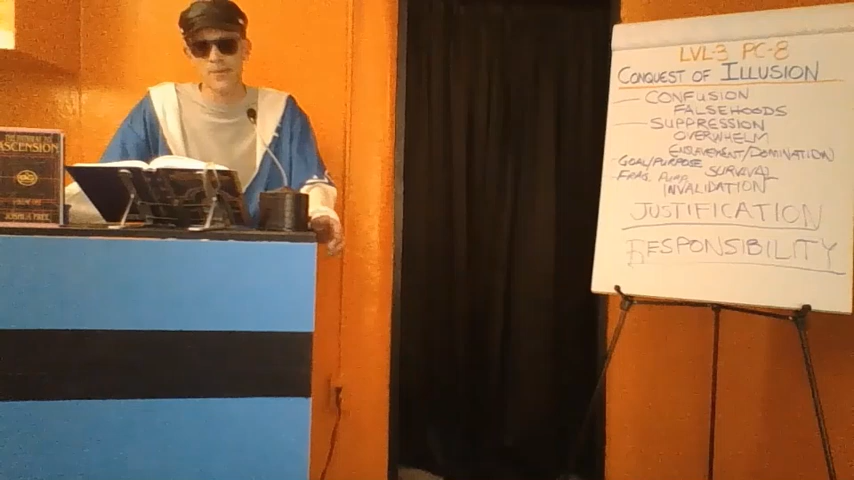 ASCENSION
JOSHUA FREE
LVL-3 PC-8
CONQUEST OF ILLUSION
— CONFUSION
FALSEHOODS
— SUPPRESSION
OVERWHELM
ENSLAVEMENT/DOMINATION
- GOAL/PURPOSE SURVIVAL
- FRAG. PURP.
INVALIDATION
JUSTIFICATION
RESPONSIBILITY